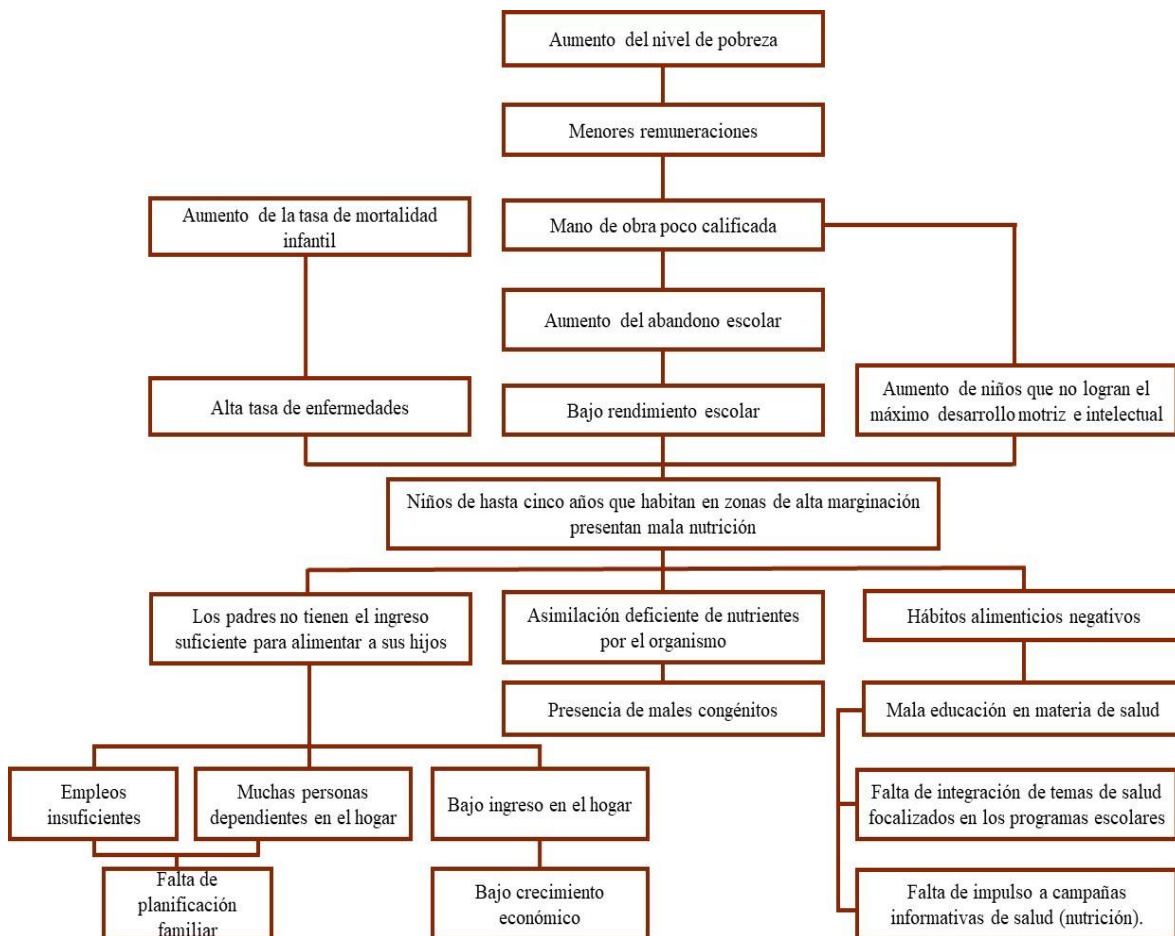 Aumento del nivel de pobreza
Menores remuneraciones
Aumento de la tasa de mortalidad
infantil
Mano de obra poco calificada
Aumento del abandono escolar
Alta tasa de enfermedades
Bajo rendimiento escolar
Aumento de niños que no logran el
máximo desarrollo motriz e intelectual
Niños de hasta cinco años que habitan en zonas de alta marginación
presentan mala nutrición
Los padres no tienen el ingreso
suficiente para alimentar a sus hijos
Asimilación deficiente de nutrientes
por el organismo
Hábitos alimenticios negativos
Presencia de males congénitos
Mala educación en materia de salud
Empleos
insuficientes
Muchas personas
dependientes en el hogar
Bajo ingreso en el hogar
Falta de integración de temas de salud
focalizados en los programas escolares
Falta de
planificación
familiar
Bajo crecimiento
económico
Falta de impulso a campañas
informativas de salud (nutrición).